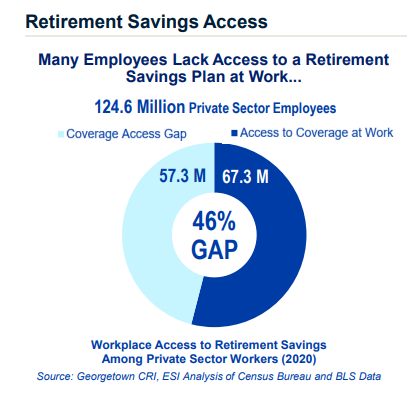 Retirement Savings Access
Many Employees Lack Access to a Retirement
Savings Plan at Work...
124.6 Million Private Sector Employees
Coverage Access Gap
Access to Coverage at Work
57.3 M
67.3 M
46%
GAP
Workplace Access to Retirement Savings
Among Private Sector Workers (2020)
Source: Georgetown CRI, ESI Analysis of Census Bureau and BLS Data